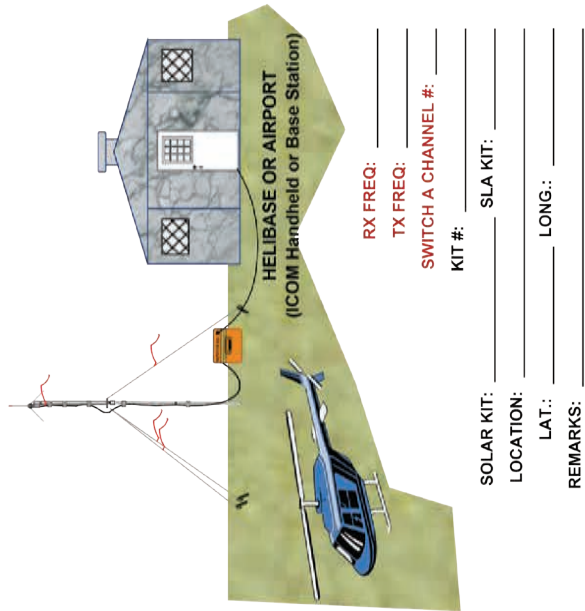 HELIBASE OR AIRPORT
(ICOM Handheld or Base Station)
RX FREQ:
TX FREQ:
SWITCH A CHANNEL #:
KIT #:
SOLAR KIT: SLA KIT:
LOCATION:
LAT.: LONG.:
REMARKS: